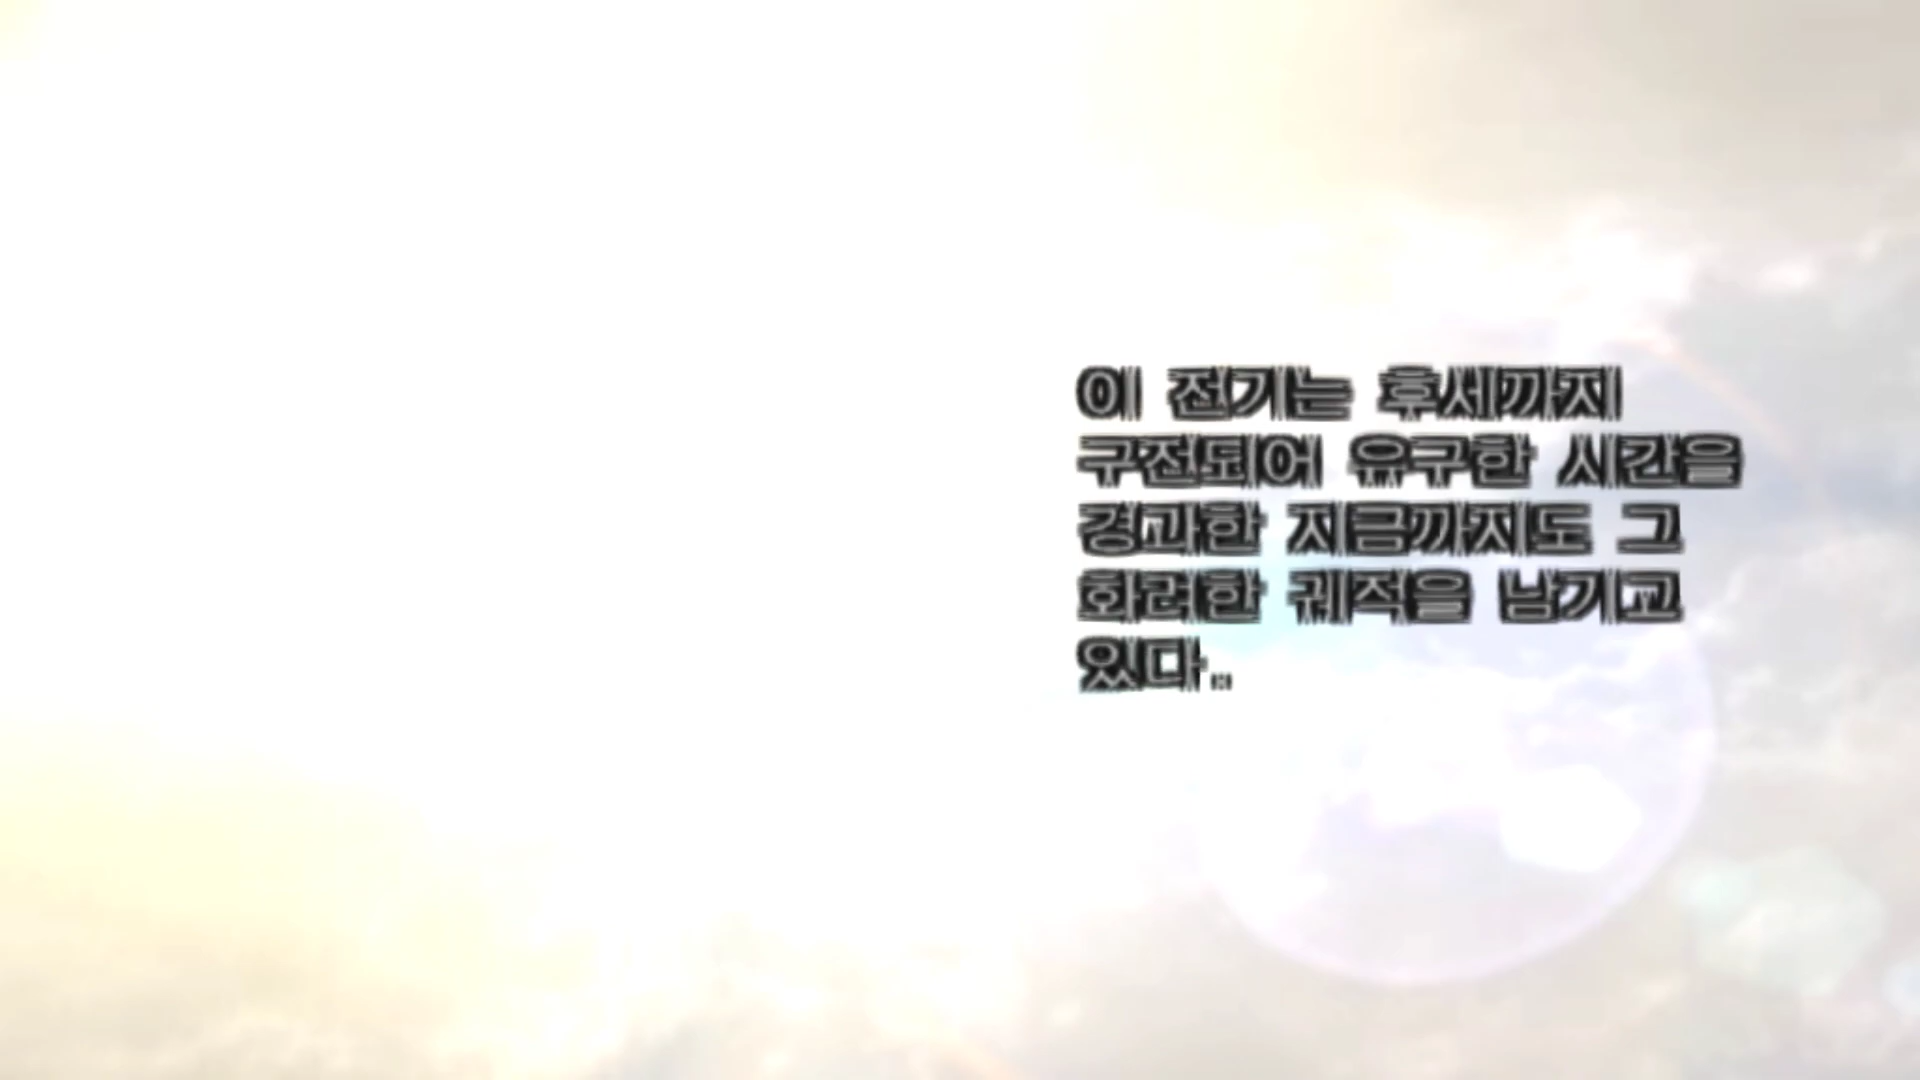 이 전기는 후세까지
구전되어 유구한 시간을
경과한 지금까지도 그
화려한 궤적을 남기고
있다..